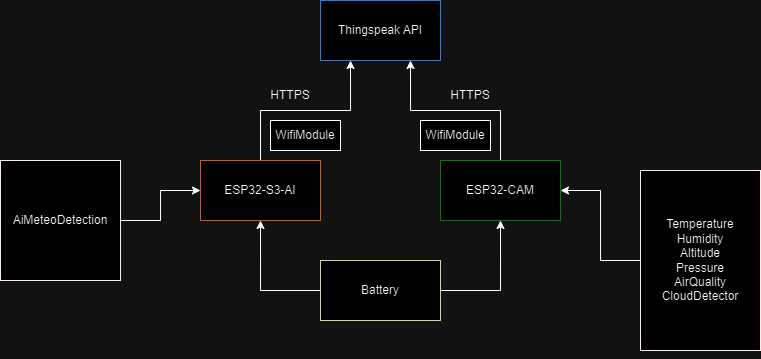 Thingspeak API
HTTPS
HTTPS
WifiModule
WifiModule
AiMeteoDetection
ESP32-S3-AI
ESP32-CAM
Temperature
Humidity
Altitude
Pressure
AirQuality
CloudDetector
Battery